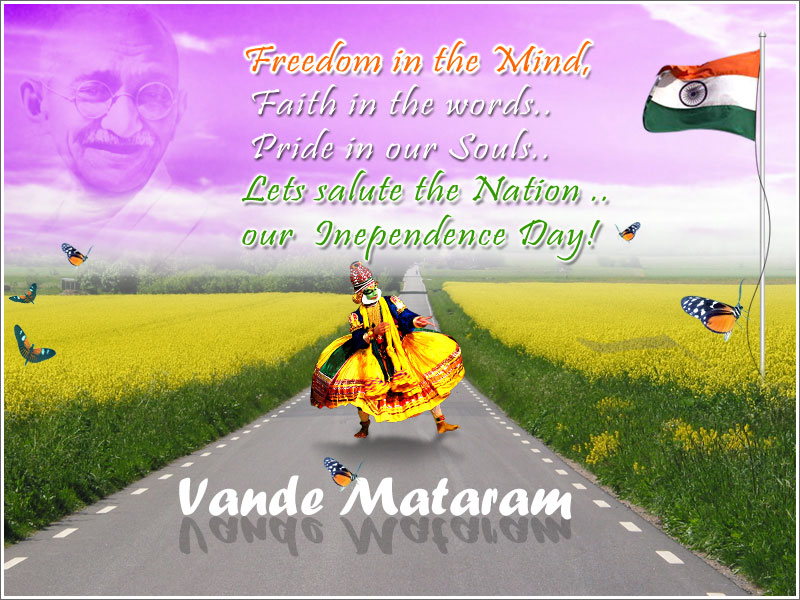 Freedom in the Mind,
Faith in the words..
Pride in our Souls..
Lets salute the Nation ..
our Inependence Day!
Vande Mataram